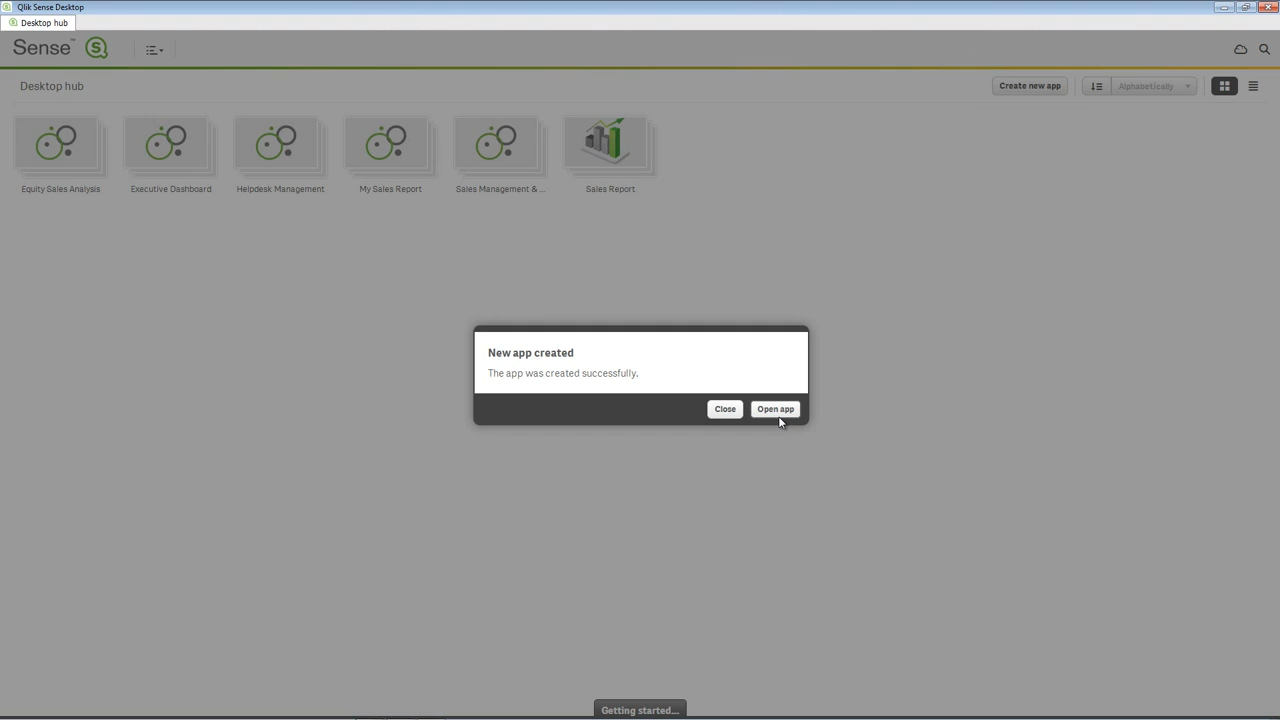 Qlik Sense Desktop
Desktop hub
Sense™
Desktop hub
Create new app
Alphabetically
Equity Sales Analysis
Executive Dashboard
Helpdesk Management
My Sales Report
Sales Management & ...
Sales Report
New app created
The app was created successfully.
Close
Open app
Getting started...